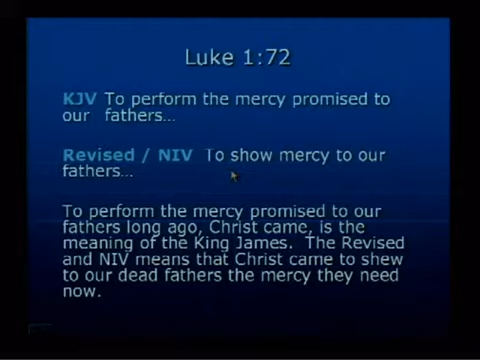 Luke 1:72
KJV To perform the mercy promised to
our fathers...
Revised / NIV To show mercy to our
fathers...
To perform the mercy promised to our
fathers long ago, Christ came, is the
meaning of the King James. The Revised
and NIV means that Christ came to shew
to our dead fathers the mercy they need
now.